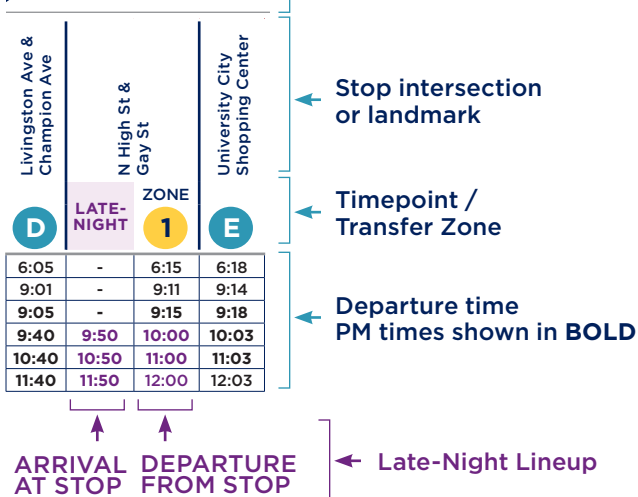 Livingston Ave &
Champion Ave
N High St &
Gay St
University City
Shopping Center
Stop intersection
or landmark
D
LATE-
NIGHT
ZONE
1
E
Timepoint /
Transfer Zone
6:05 - 6:15 6:18
9:01 - 9:11 9:14
9:05 - 9:15 9:18
9:40 9:50 10:00 10:03
10:40 10:50 11:00 11:03
11:40 11:50 12:00 12:03
Departure time
PM times shown in BOLD
ARRIVAL
AT STOP
DEPARTURE
FROM STOP
Late-Night Lineup